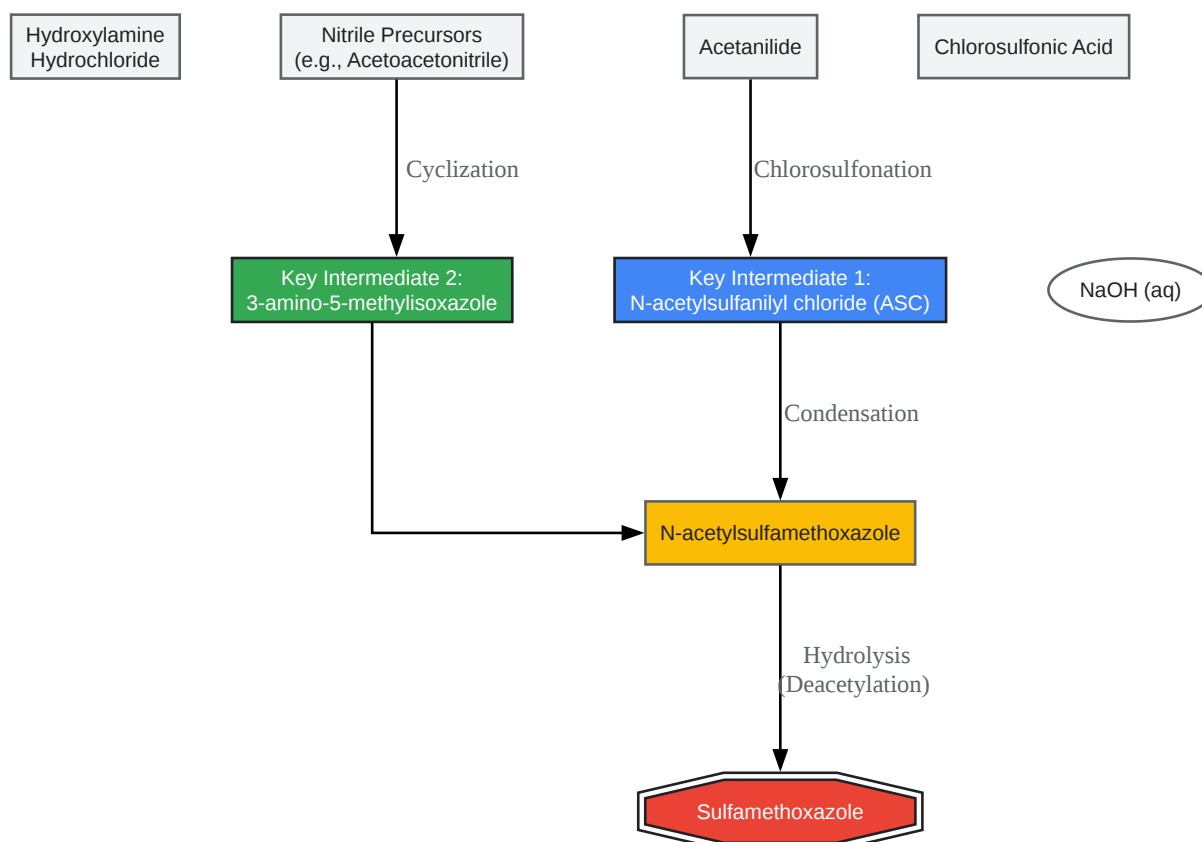 Hydroxylamine
Hydrochloride
Nitrile Precursors
(e.g., Acetoacetonitrile)
Acetanilide
Chlorosulfonic Acid
Cyclization
Chlorosulfonation
Key Intermediate 2:
3-amino-5-methylisoxazole
Key Intermediate 1:
N-acetylsulfanilyl chloride (ASC)
NaOH (aq)
Condensation
N-acetylsulfamethoxazole
Hydrolysis
(Deacetylation)
Sulfamethoxazole